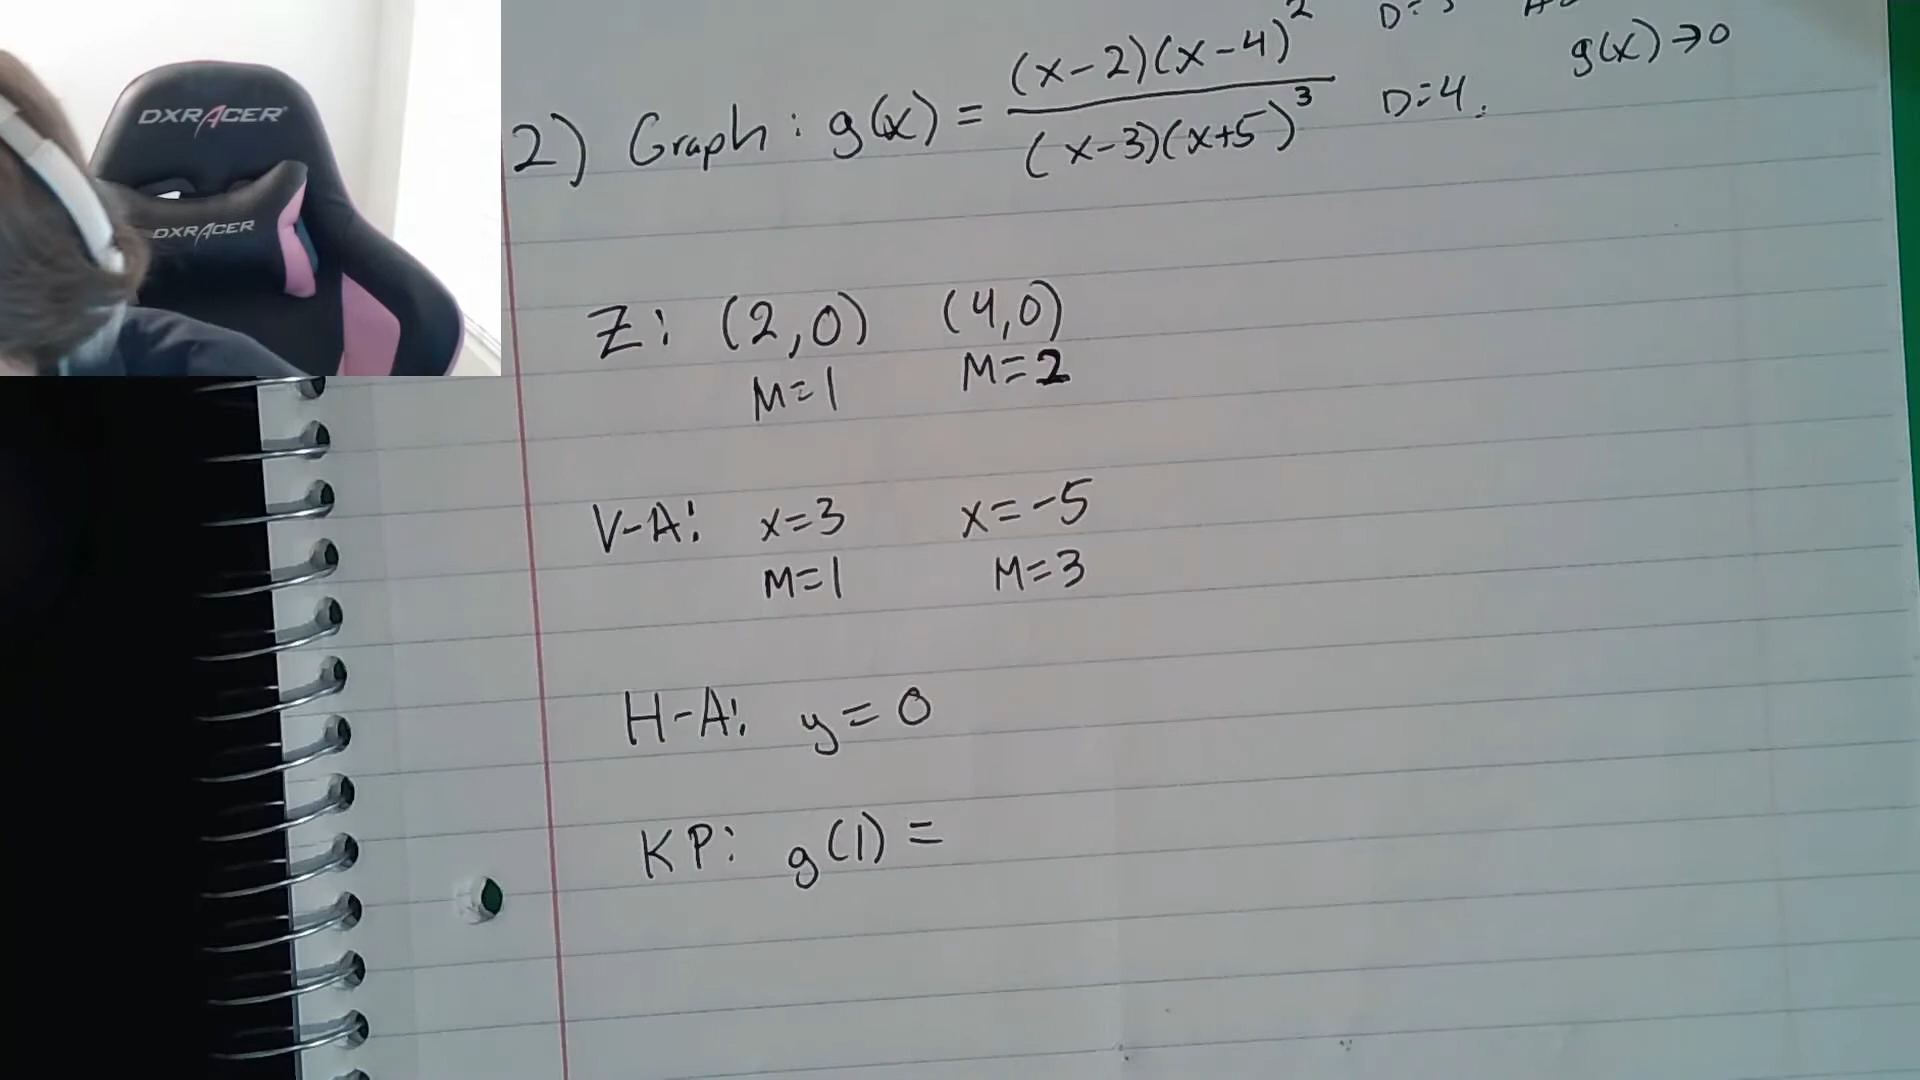 DXRACER
DXRACER
2) Graph: g(x) = (x-2)(x-4)² / (x-3)(x+5)³
D=4.
g(x)→0
Z: (2,0) (4,0)
M=1 M=2
V-A: x=3 x=-5
M=1 M=3
H-A: y=0
KP: g(1)=